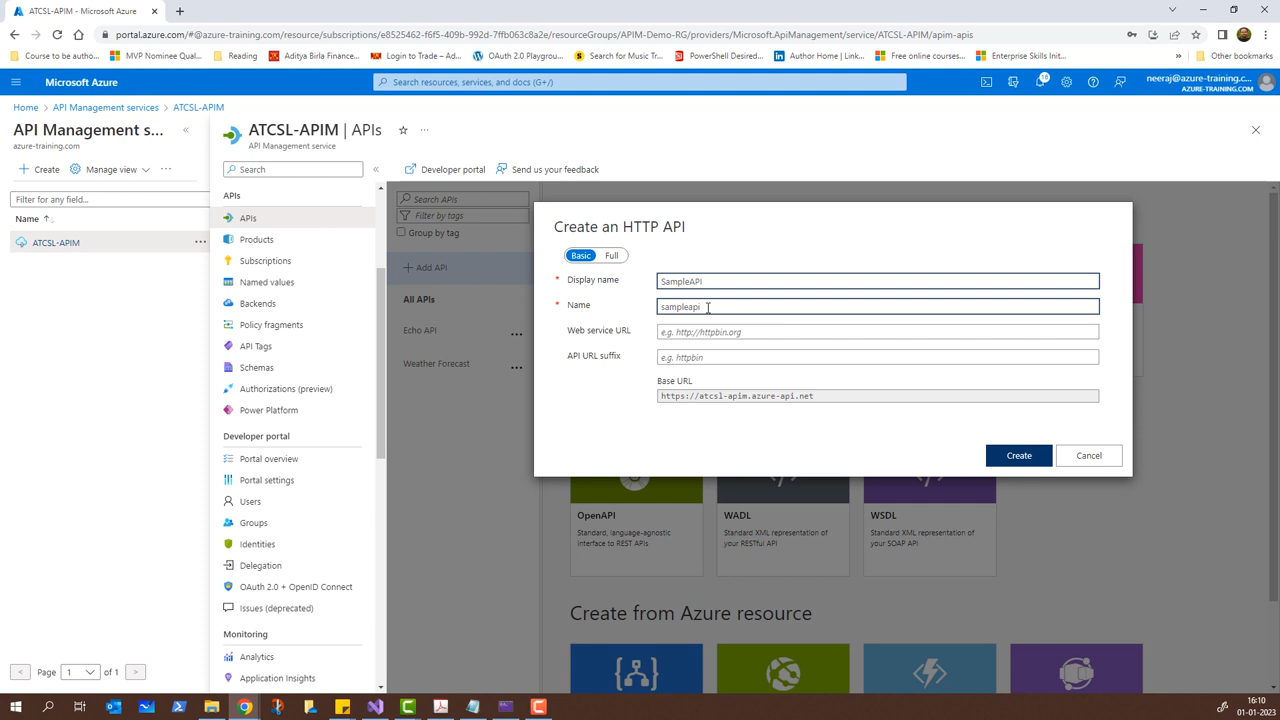 ATCSL-APIM - Microsoft Azure
portal.azure.com/#@azure-training.com/resource/subscriptions/e8525462-f6f5-409b-992d-7ffb063c8a2e/resourceGroups/APIM-Demo-RG/providers/Microsoft.ApiManagement/service/ATCSL-APIM/apim-apis
Course to be autho... MVP Nominee Qual... Reading Aditya Birla Finance... Login to Trade – Ad... OAuth 2.0 Playgrou... Search for Music Tr... PowerShell Desired... Author Home | Link... Free online courses... Enterprise Skills Init... » Other bookmarks
Microsoft Azure
Search resources, services, and docs (G+/)
16
neeraj@azure-training.c...
AZURE-TRAINING.COM
Home > API Management services > ATCSL-APIM
API Management s... «
azure-training.com
+ Create Manage view ...
Filter for any field...
Name ↑↓
ATCSL-APIM ...
Page 1 of 1
ATCSL-APIM | APIs ☆ ...
API Management service
Search «
APIs
APIs
Products
Subscriptions
Named values
Backends
Policy fragments
API Tags
Schemas
Authorizations (preview)
Power Platform
Developer portal
Portal overview
Portal settings
Users
Groups
Identities
Delegation
OAuth 2.0 + OpenID Connect
Issues (deprecated)
Monitoring
Analytics
Application Insights
Developer portal Send us your feedback
Search APIs
Filter by tags
Group by tag
+ Add API
All APIs
Echo API ...
Weather Forecast ...
Create an HTTP API
Basic Full
* Display name SampleAPI
* Name sampleapi
Web service URL e.g. http://httpbin.org
API URL suffix e.g. httpbin
Base URL
https://atcsl-apim.azure-api.net
Create Cancel
OpenAPI
Standard, language-agnostic
interface to REST APIs
WADL
Standard XML representation of
your RESTful API
WSDL
Standard XML representation of
your SOAP API
Create from Azure resource
16:10
01-01-2023